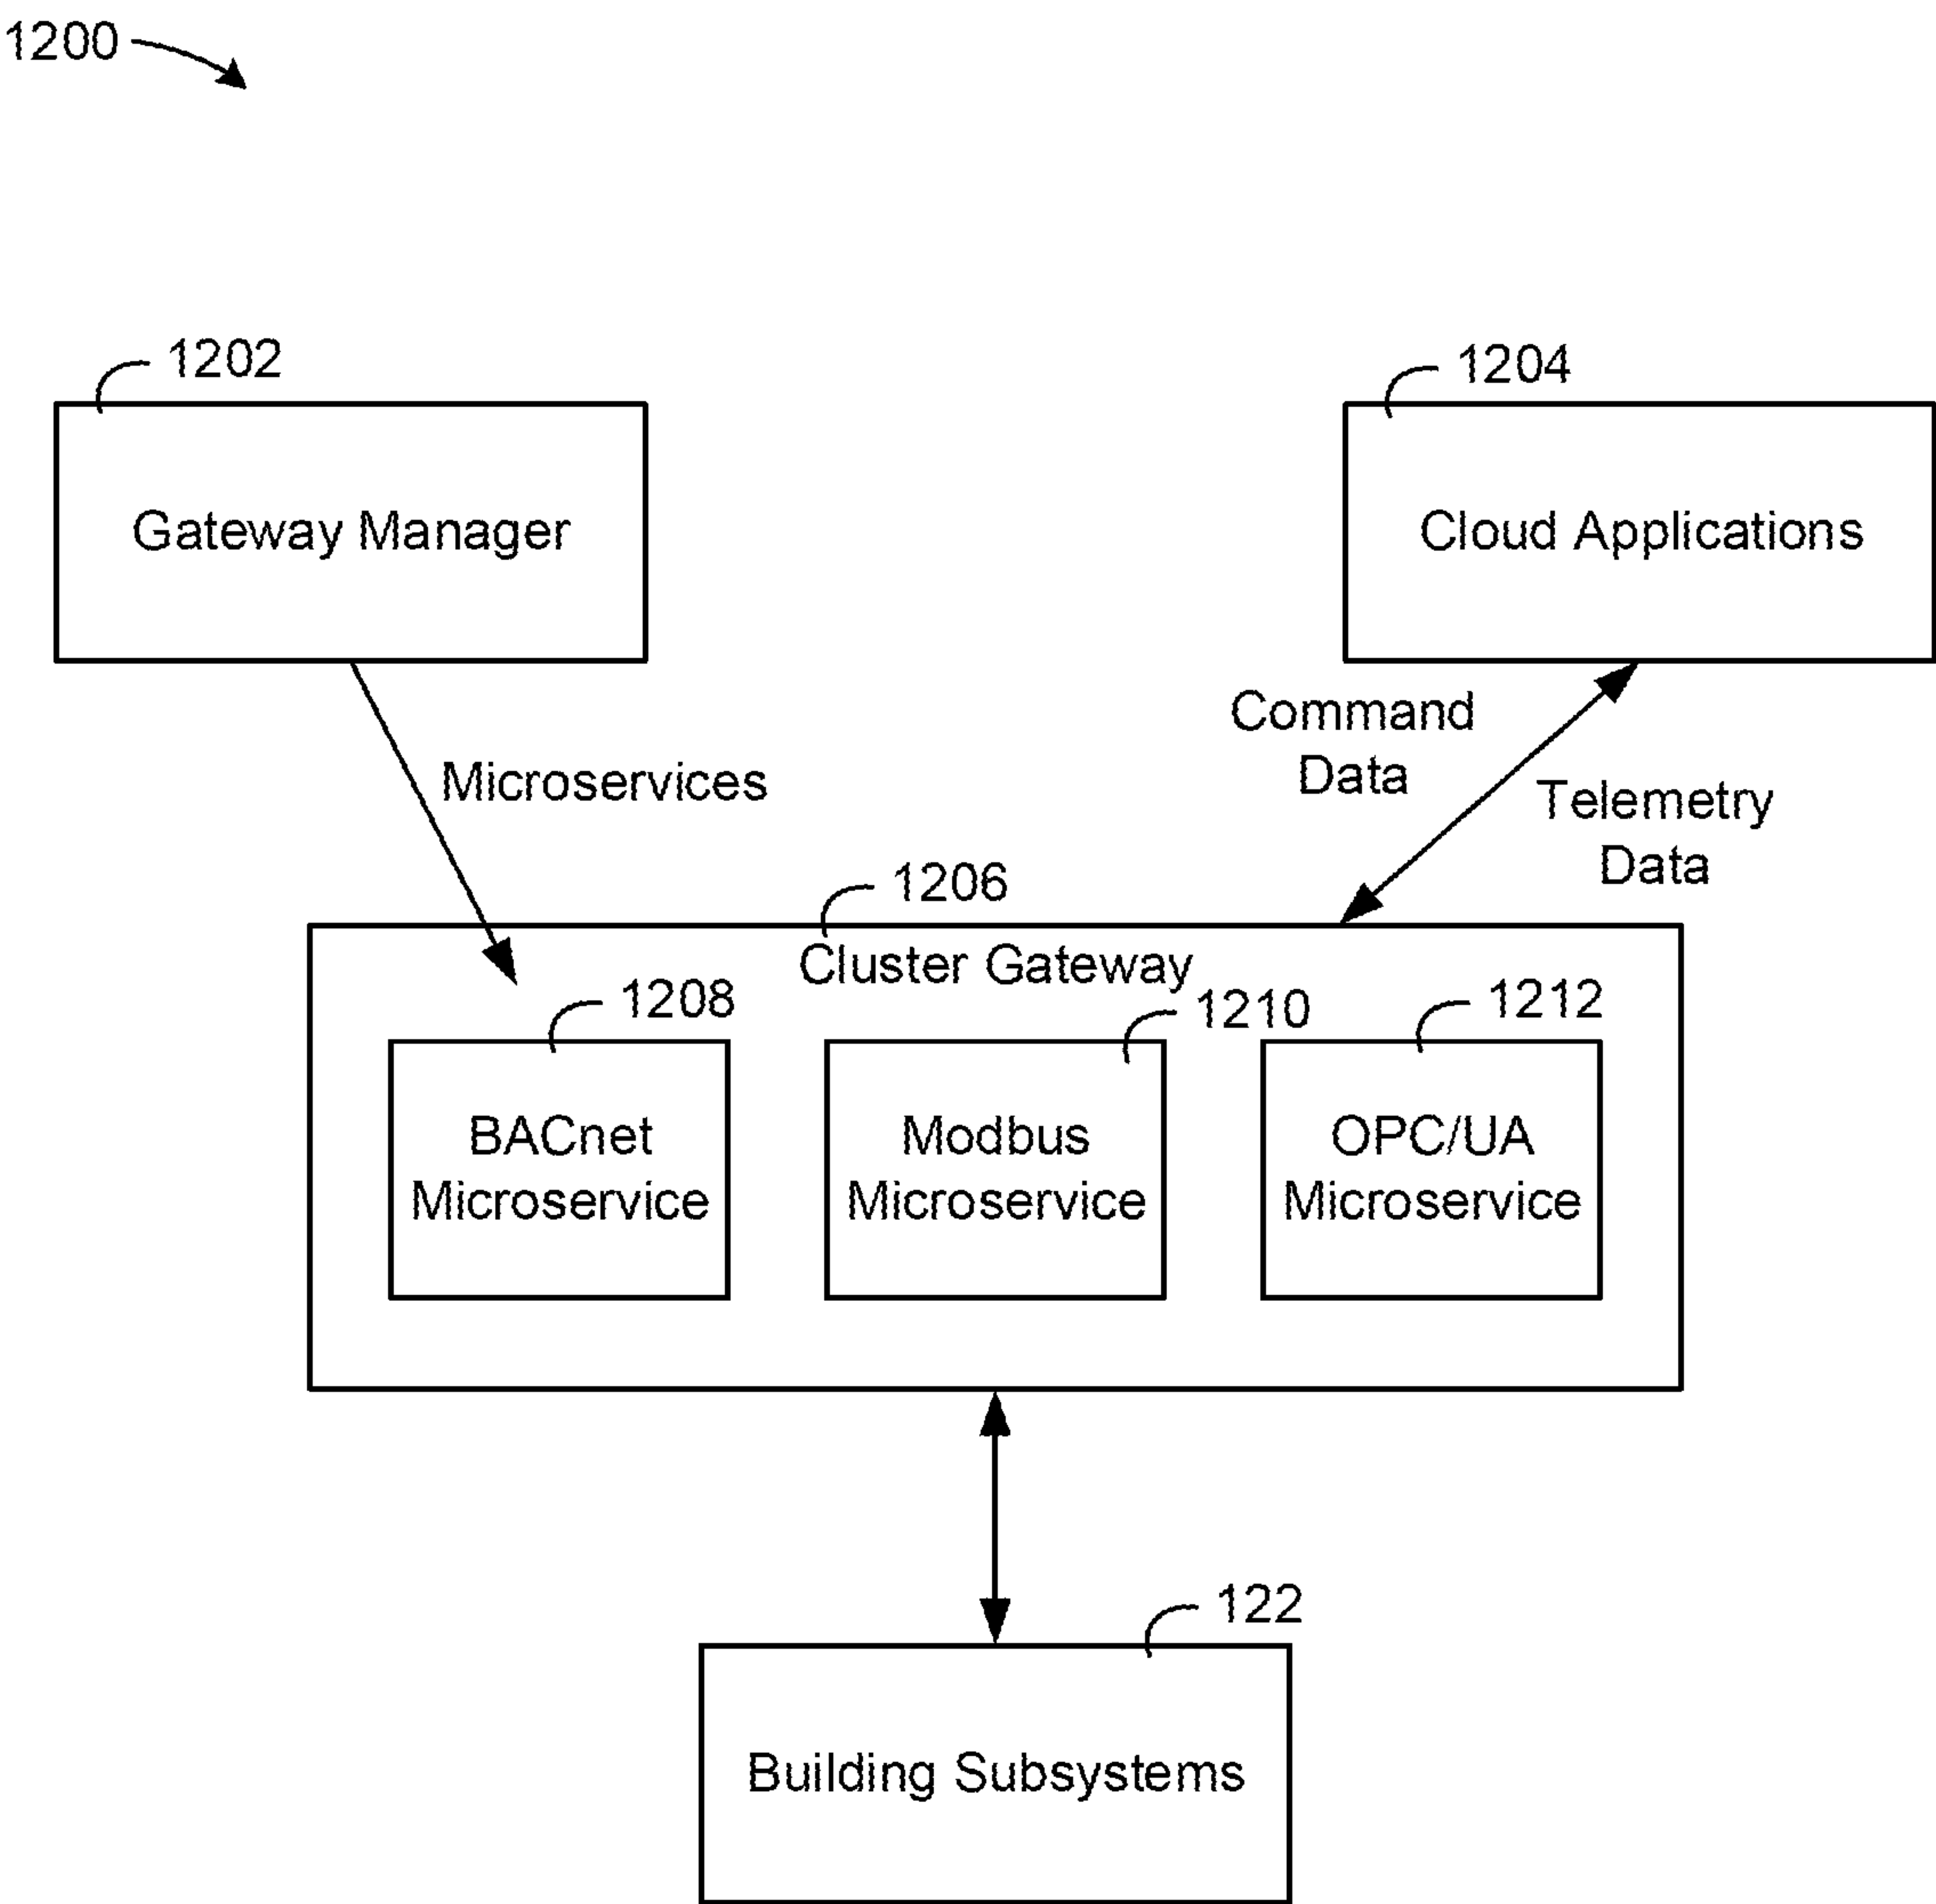 1200
1202
1204
Gateway Manager
Cloud Applications
Command
Data
Microservices
Telemetry
Data
1206
Cluster Gateway
1208
1210
1212
BACnet
Microservice
Modbus
Microservice
OPC/UA
Microservice
122
Building Subsystems